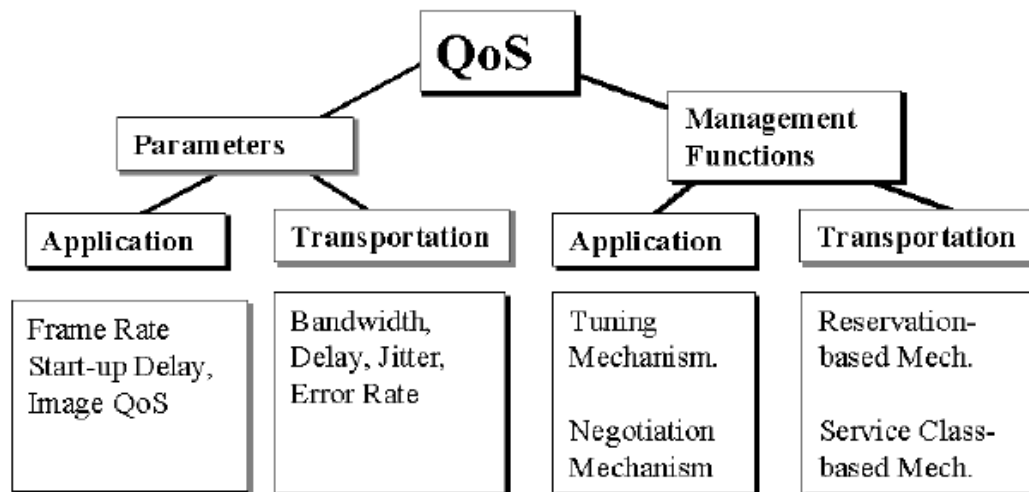 QoS
Parameters
Management
Functions
Application
Transportation
Application
Transportation
Frame Rate
Start-up Delay,
Image QoS
Bandwidth,
Delay, Jitter,
Error Rate
Tuning
Mechanism.
Negotiation
Mechanism
Reservation-
based Mech.
Service Class-
based Mech.